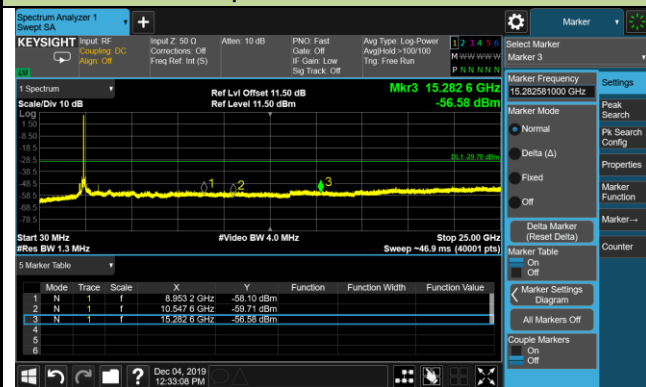 Spectrum Analyzer 1
Swept SA
Marker
KEYSIGHT
Input: RF
Coupling: DC
Align: Off
Input Z: 50 Ω
Corrections: Off
Freq Ref: Int (S)
Atten: 10 dB
PNO: Fast
Gate: Off
IF Gain: Low
Sig Track: Off
Avg Type: Log-Power
Avg|Hold:>100/100
Trig: Free Run
1 2 3 4 5 6
M W W W W W
P N N N N N
LXI
Select Marker
Marker 3
1 Spectrum
Scale/Div 10 dB
Ref Lvl Offset 11.50 dB
Ref Level 11.50 dBm
Mkr3 15.282 6 GHz
-56.58 dBm
Log
1.50
-8.50
-18.5
-28.5
-38.5
-48.5
-58.5
-68.5
-78.5
DL1 -29.78 dBm
1
2
3
Start 30 MHz
#Res BW 1.3 MHz
#Video BW 4.0 MHz
Stop 25.00 GHz
Sweep ~46.9 ms (40001 pts)
5 Marker Table
Mode Trace Scale X Y Function Function Width Function Value
1 N 1 f 8.953 2 GHz -58.10 dBm
2 N 1 f 10.547 6 GHz -59.71 dBm
3 N 1 f 15.282 6 GHz -56.58 dBm
4
5
6
Marker Frequency
15.282581000 GHz
Marker Mode
Normal
Delta (Δ)
Fixed
Off
Delta Marker
(Reset Delta)
Marker Table
On
Off
Marker Settings
Diagram
All Markers Off
Couple Markers
On
Off
Settings
Peak
Search
Pk Search
Config
Properties
Marker
Function
Marker→
Counter
?
Dec 04, 2019
12:33:08 PM